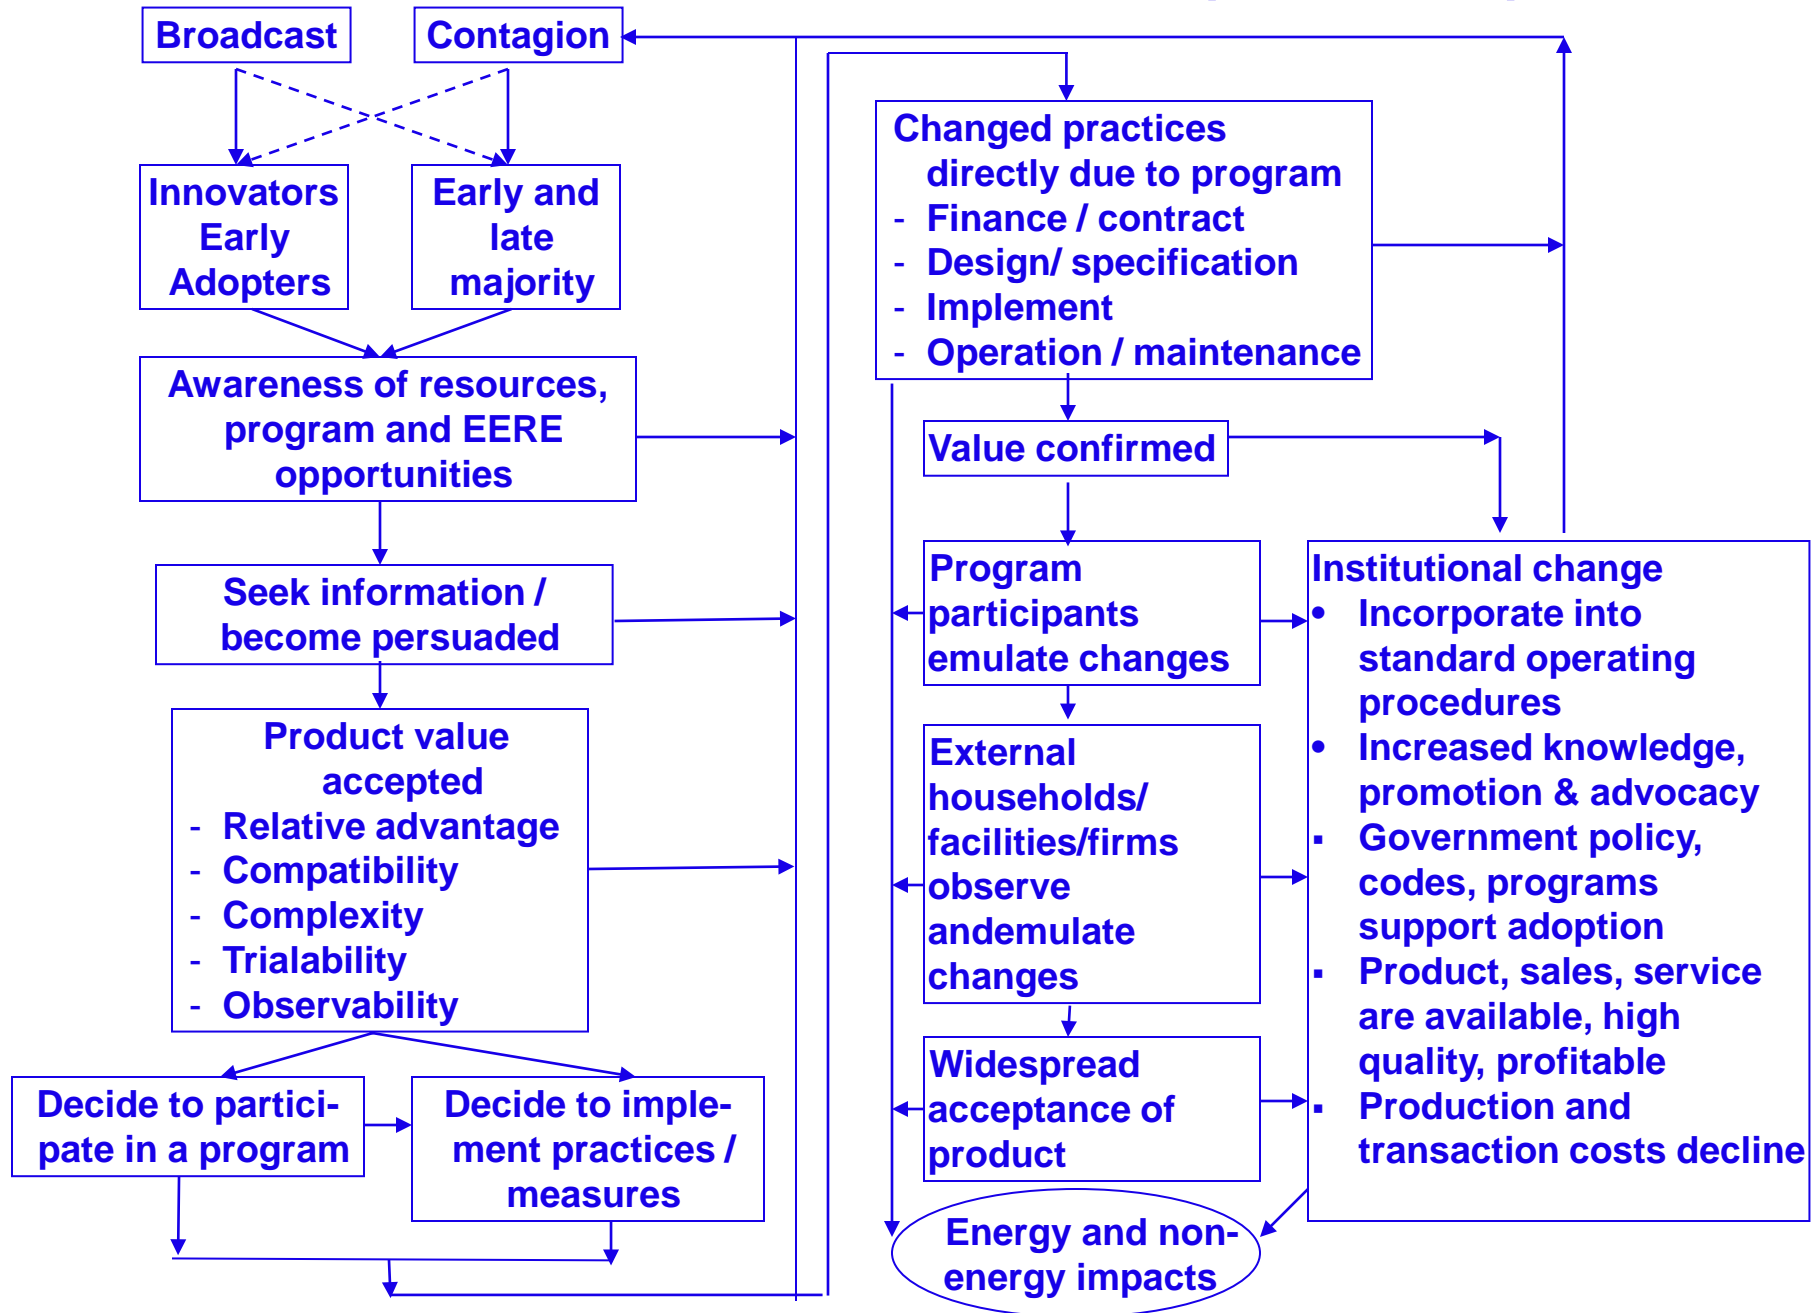 Broadcast
Contagion
Innovators
Early
Adopters
Early and
late
majority
Awareness of resources,
program and EERE
opportunities
Seek information /
become persuaded
Product value
accepted
- Relative advantage
- Compatibility
- Complexity
- Trialability
- Observability
Decide to partici-
pate in a program
Decide to imple-
ment practices /
measures
Changed practices
directly due to program
- Finance / contract
- Design/ specification
- Implement
- Operation / maintenance
Value confirmed
Program
participants
emulate changes
External
households/
facilities/firms
observe
andemulate
changes
Widespread
acceptance of
product
Energy and non-
energy impacts
Institutional change
• Incorporate into
standard operating
procedures
• Increased knowledge,
promotion & advocacy
▪ Government policy,
codes, programs
support adoption
▪ Product, sales, service
are available, high
quality, profitable
▪ Production and
transaction costs decline